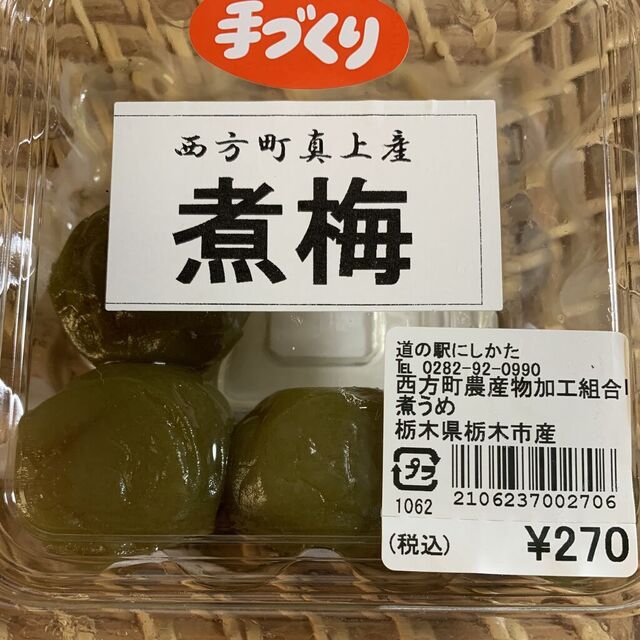 手づくり
西方町真上産
煮梅
道の駅にしかた
℡ 0282-92-0990
西方町農産物加工組合
煮うめ
栃木県栃木市産
プラ
1062
2106237002706
(税込) ¥270